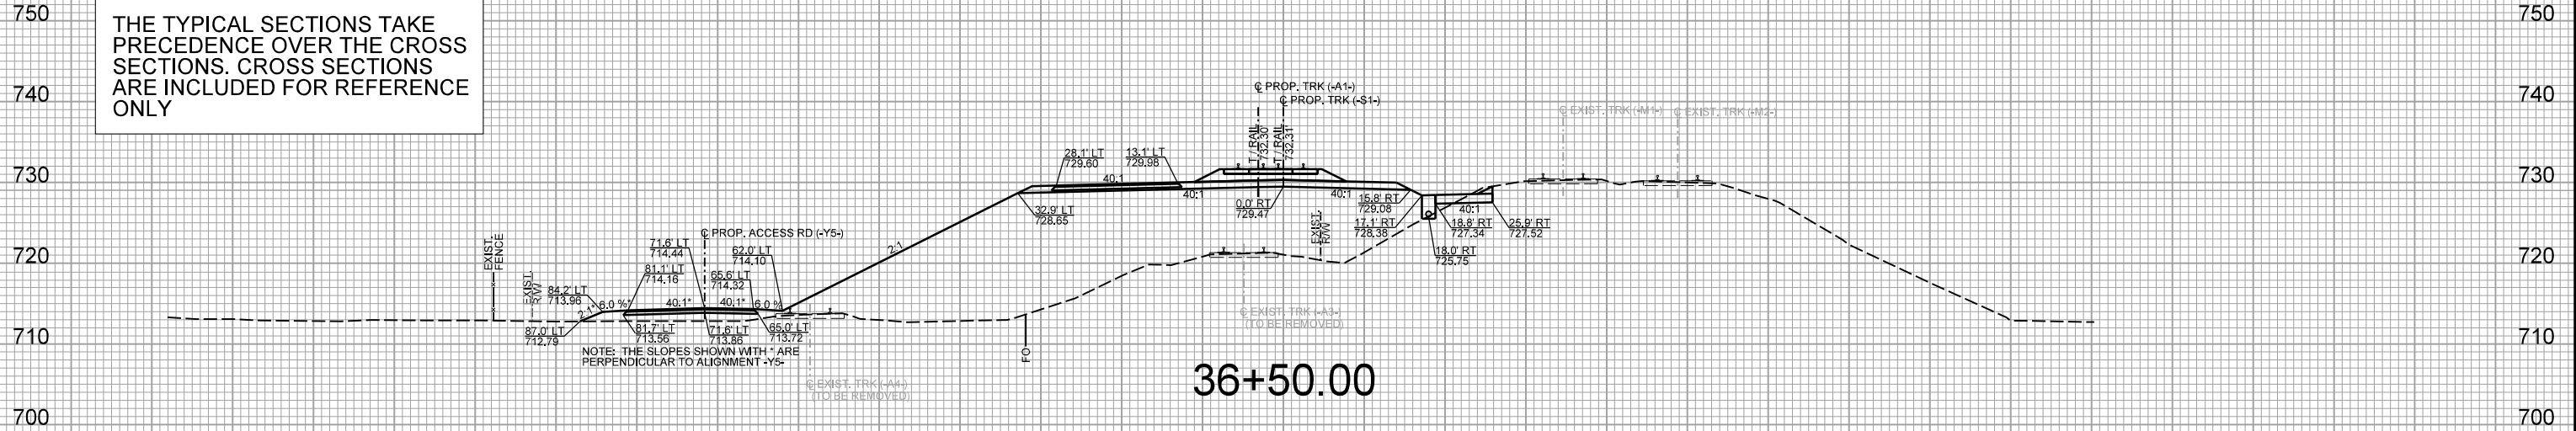 750
750
THE TYPICAL SECTIONS TAKE
PRECEDENCE OVER THE CROSS
SECTIONS. CROSS SECTIONS
ARE INCLUDED FOR REFERENCE
ONLY
740
740
℄ PROP. TRK (-A1-)
℄ PROP. TRK (-S1-)
℄ EXIST. TRK (-M1-)
℄ EXIST. TRK (-M2-)
T / RAIL
732.30'
T / RAIL
732.31'
28.1' LT
729.60
13.1' LT
729.98
730
730
40:1
40:1
40:1
40:1
32.9' LT
728.65
0.0' RT
729.47
15.8' RT
729.08
17.1' RT
728.38
18.8' RT
727.34
25.9' RT
727.52
18.0' RT
725.75
EXIST.
R/W
720
720
2:1
℄ PROP. ACCESS RD (-Y5-)
71.6' LT
714.44
62.0' LT
714.10
81.1' LT
714.16
65.6' LT
714.32
EXIST.
FENCE
EXIST.
R/W
84.2' LT
713.96
2:1*
6.0 %*
40:1*
40:1*
6.0 %
710
710
87.0' LT
712.79
81.7' LT
713.56
71.6' LT
713.86
65.0' LT
713.72
NOTE: THE SLOPES SHOWN WITH * ARE
PERPENDICULAR TO ALIGNMENT -Y5-
℄ EXIST. TRK (-A3-)
(TO BE REMOVED)
FO
℄ EXIST. TRK (-A4-)
(TO BE REMOVED)
36+50.00
700
700